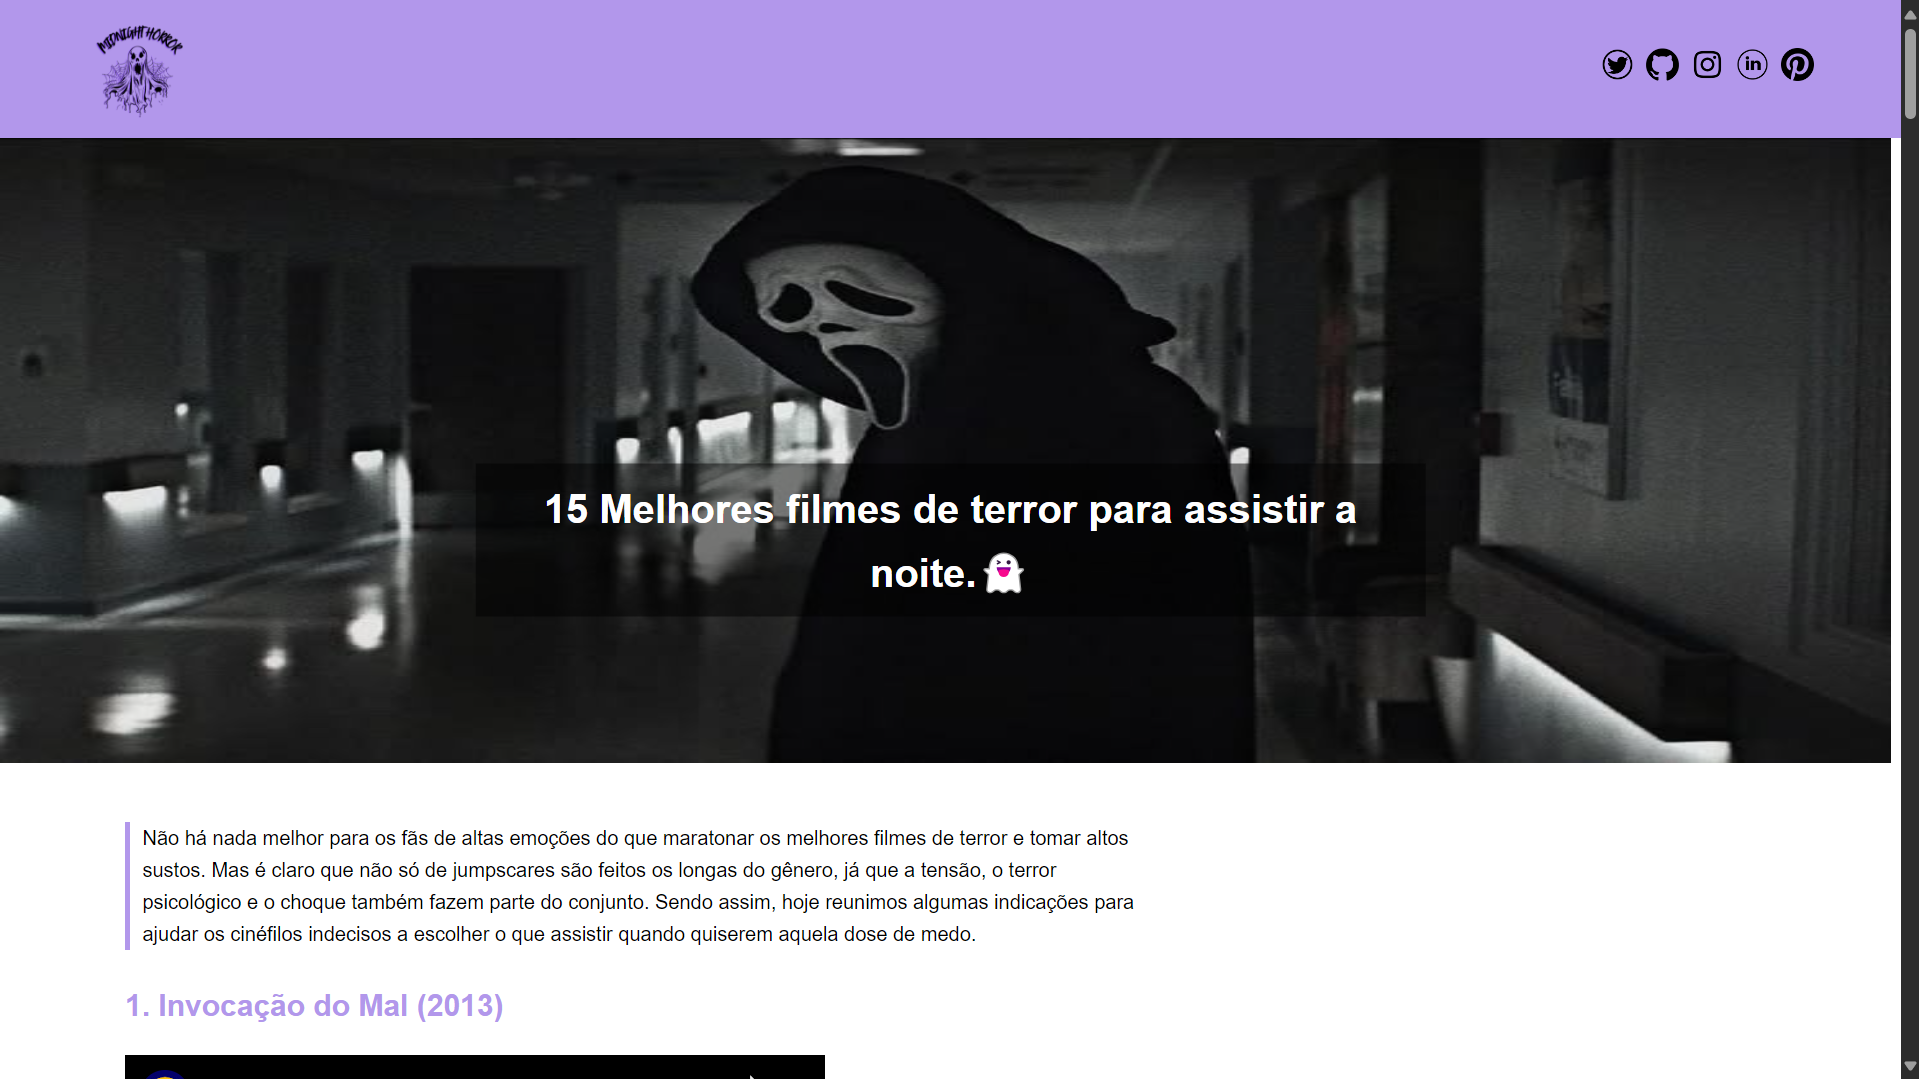 MIDNIGHT HORROR
in
15 Melhores filmes de terror para assistir a
noite.👻
Não há nada melhor para os fãs de altas emoções do que maratonar os melhores filmes de terror e tomar altos
sustos. Mas é claro que não só de jumpscares são feitos os longas do gênero, já que a tensão, o terror
psicológico e o choque também fazem parte do conjunto. Sendo assim, hoje reunimos algumas indicações para
ajudar os cinéfilos indecisos a escolher o que assistir quando quiserem aquela dose de medo.
1. Invocação do Mal (2013)